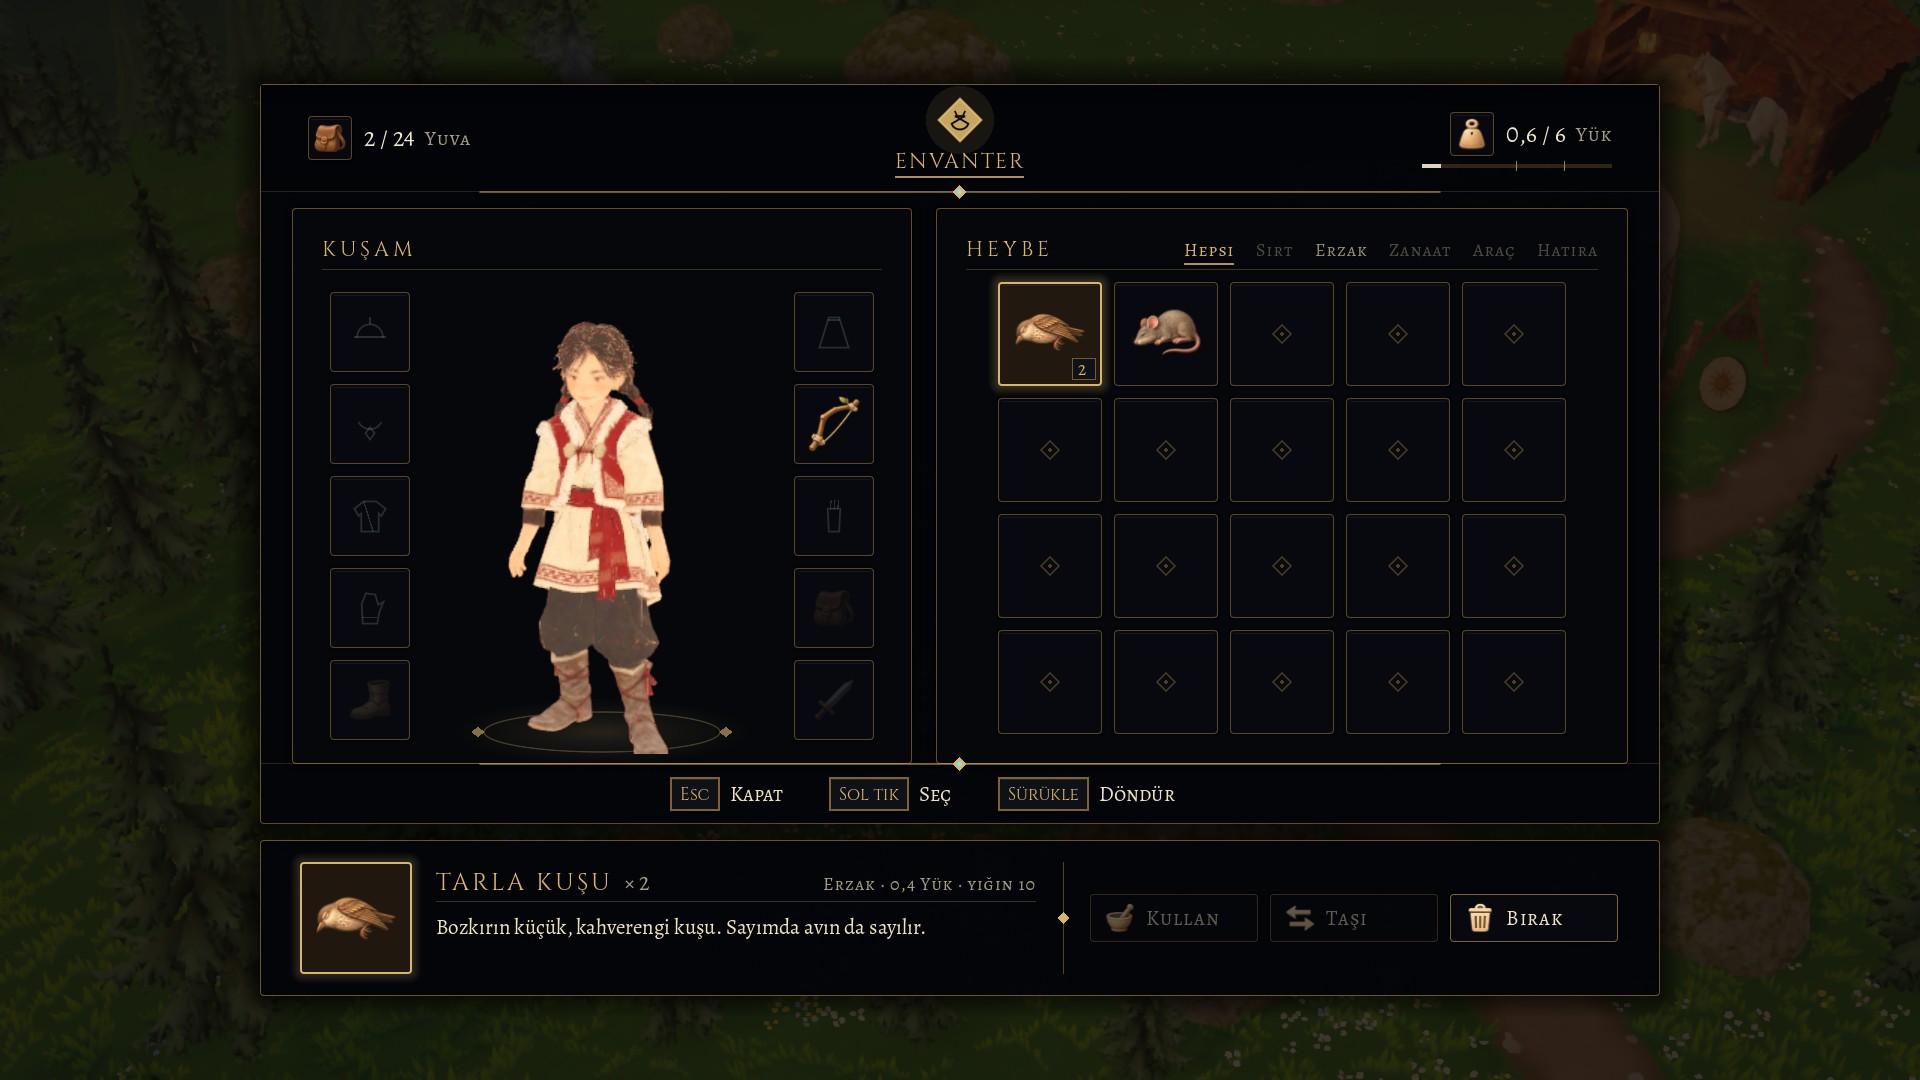 2 / 24 Yuva
ENVANTER
0,6 / 6 Yük
KUŞAM
HEYBE
Hepsi Sırt Erzak Zanaat Araç Hatıra
2
Esc Kapat Sol tık Seç Sürükle Döndür
TARLA KUŞU × 2
Erzak · 0,4 Yük · yığın 10
Bozkırın küçük, kahverengi kuşu. Sayımda avın da sayılır.
Kullan Taşı Bırak